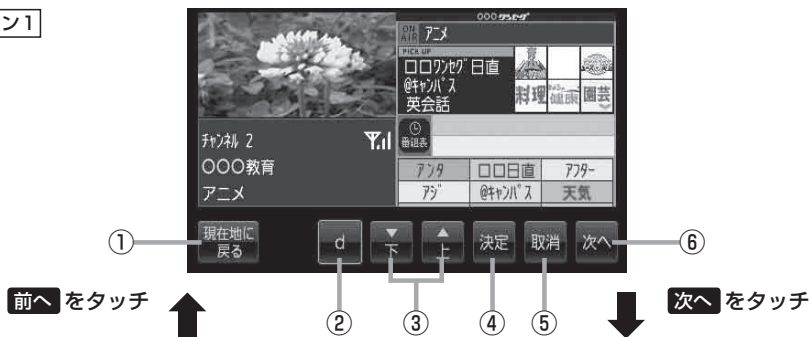 ン1
○○○ワンセグ
ON AIR アニメ
PICK UP
口口ワンセグ日直
@キャンパス
英会話
料理 健康 園芸
チャンネル 2
番組表
○○○教育
アニメ
アンタ 口口日直 アフター
アジ @キャンパス 天気
① 現在地に戻る d ▼下 ▲上 決定 取消 次へ ⑥
② ③ ④ ⑤
前へ をタッチ
次へ をタッチ